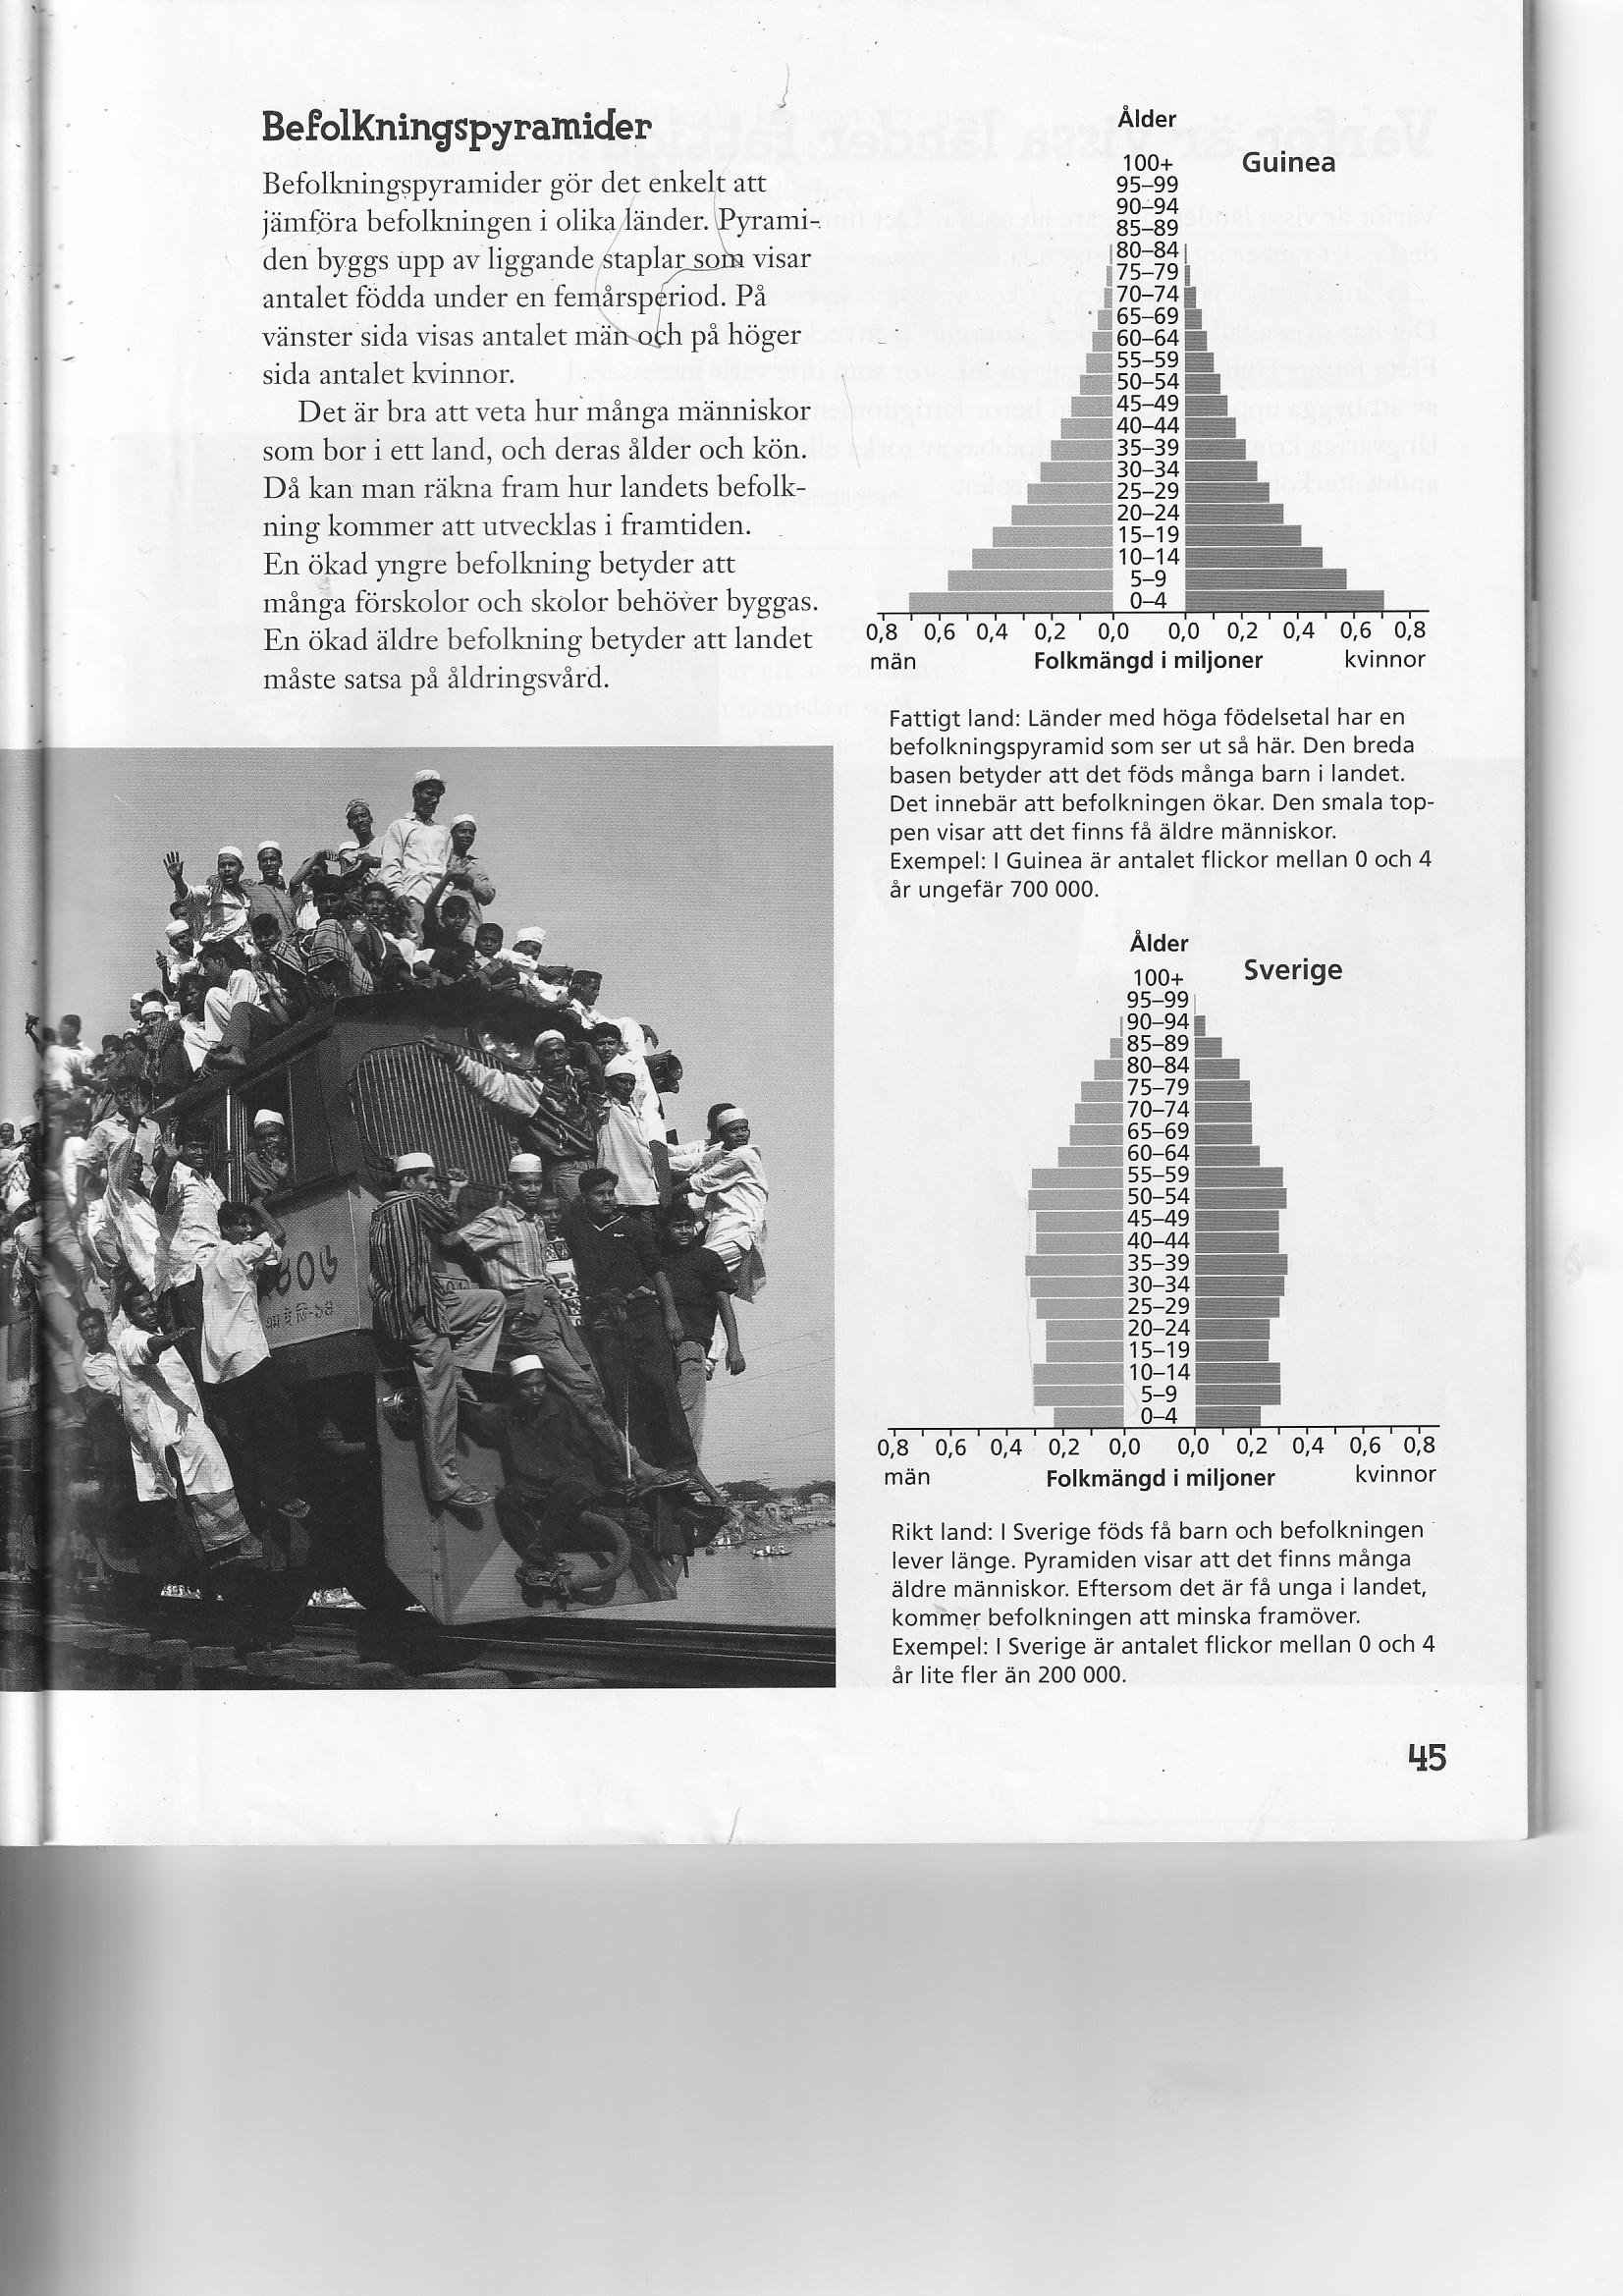 Befolkningspyramider
Befolkningspyramider gör det enkelt att
jämföra befolkningen i olika länder. Pyrami-
den byggs upp av liggande staplar som visar
antalet födda under en femårsperiod. På
vänster sida visas antalet män och på höger
sida antalet kvinnor.
Det är bra att veta hur många människor
som bor i ett land, och deras ålder och kön.
Då kan man räkna fram hur landets befolk-
ning kommer att utvecklas i framtiden.
En ökad yngre befolkning betyder att
många förskolor och skolor behöver byggas.
En ökad äldre befolkning betyder att landet
måste satsa på åldringsvård.
Ålder
Guinea
100+
95–99
90–94
85–89
80–84
75–79
70–74
65–69
60–64
55–59
50–54
45–49
40–44
35–39
30–34
25–29
20–24
15–19
10–14
5–9
0–4
0,8 0,6 0,4 0,2 0,0 0,0 0,2 0,4 0,6 0,8
män Folkmängd i miljoner kvinnor
Fattigt land: Länder med höga födelsetal har en
befolkningspyramid som ser ut så här. Den breda
basen betyder att det föds många barn i landet.
Det innebär att befolkningen ökar. Den smala top-
pen visar att det finns få äldre människor.
Exempel: I Guinea är antalet flickor mellan 0 och 4
år ungefär 700 000.
Ålder
Sverige
100+
95–99
90–94
85–89
80–84
75–79
70–74
65–69
60–64
55–59
50–54
45–49
40–44
35–39
30–34
25–29
20–24
15–19
10–14
5–9
0–4
0,8 0,6 0,4 0,2 0,0 0,0 0,2 0,4 0,6 0,8
män Folkmängd i miljoner kvinnor
Rikt land: I Sverige föds få barn och befolkningen
lever länge. Pyramiden visar att det finns många
äldre människor. Eftersom det är få unga i landet,
kommer befolkningen att minska framöver.
Exempel: I Sverige är antalet flickor mellan 0 och 4
år lite fler än 200 000.
45